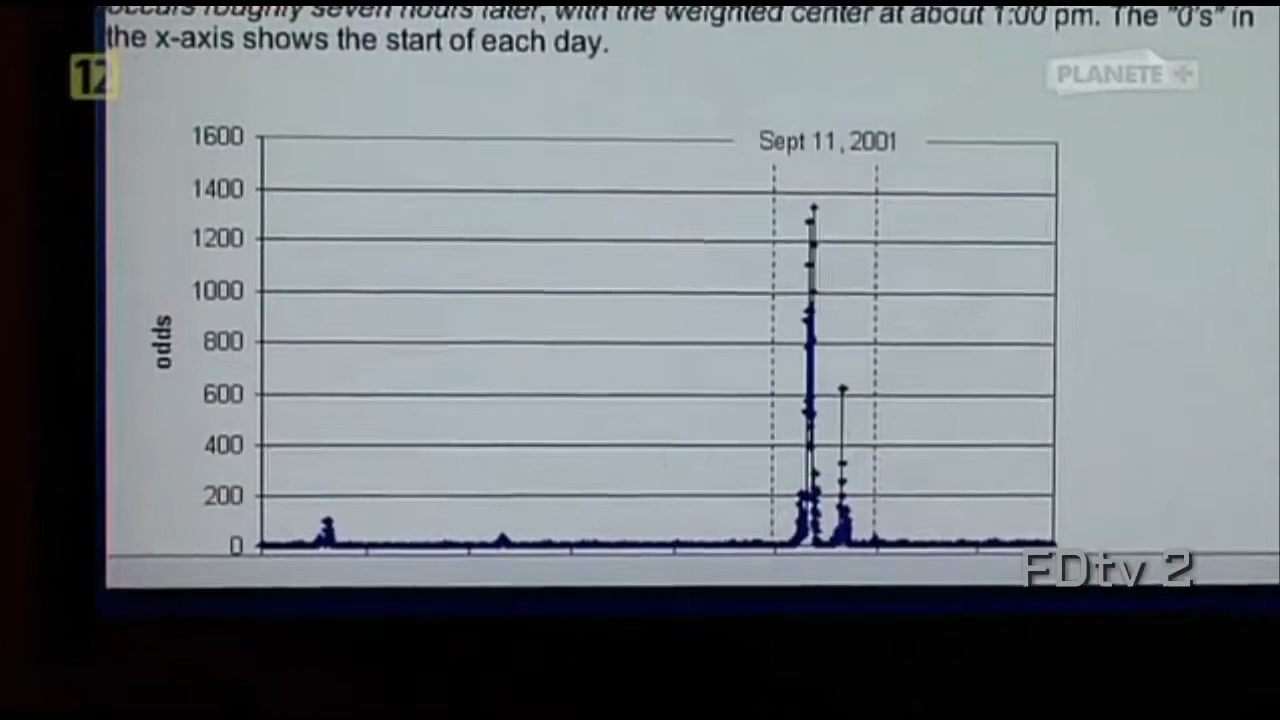 occurs roughly seven hours later, with the weighted center at about 1:00 pm. The "0's" in
the x-axis shows the start of each day.
12
PLANETE +
Sept 11, 2001
1600
1400
1200
1000
800
600
400
200
0
odds
FDtv 2